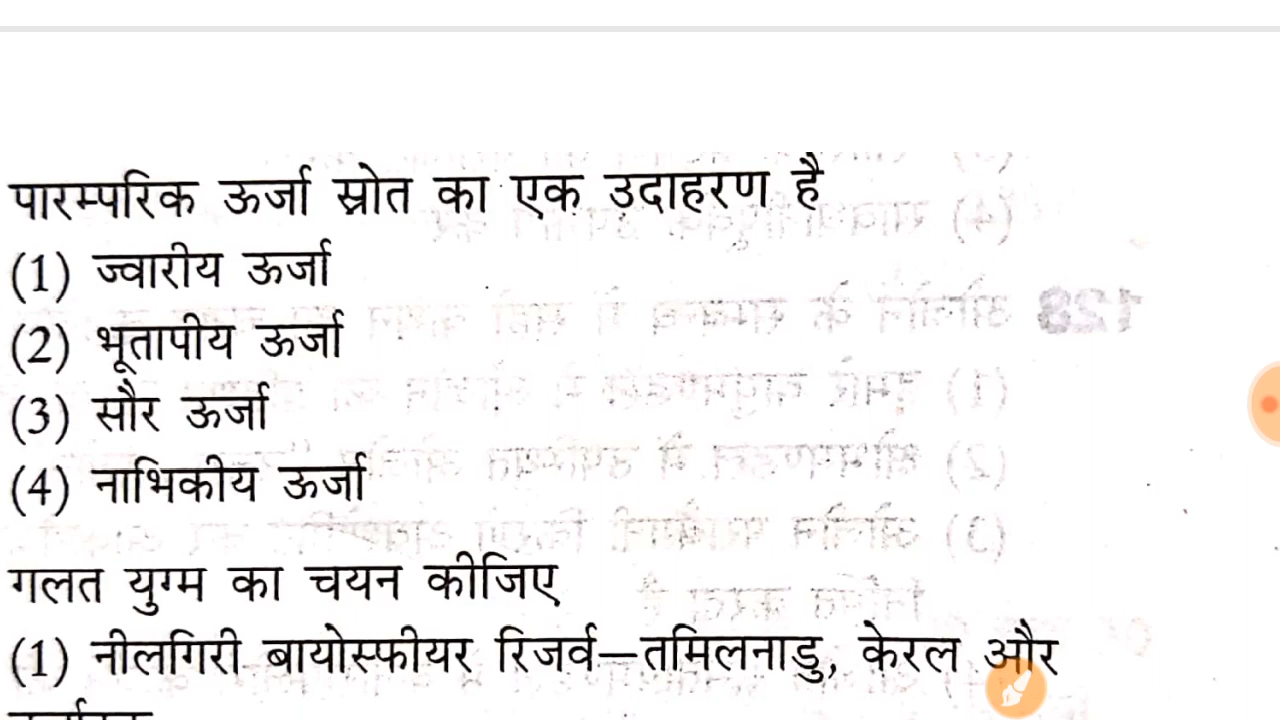 पारम्परिक ऊर्जा स्रोत का एक उदाहरण है
(1) ज्वारीय ऊर्जा
(2) भूतापीय ऊर्जा
(3) सौर ऊर्जा
(4) नाभिकीय ऊर्जा
गलत युग्म का चयन कीजिए
(1) नीलगिरी बायोस्फीयर रिजर्व—तमिलनाडु, केरल और